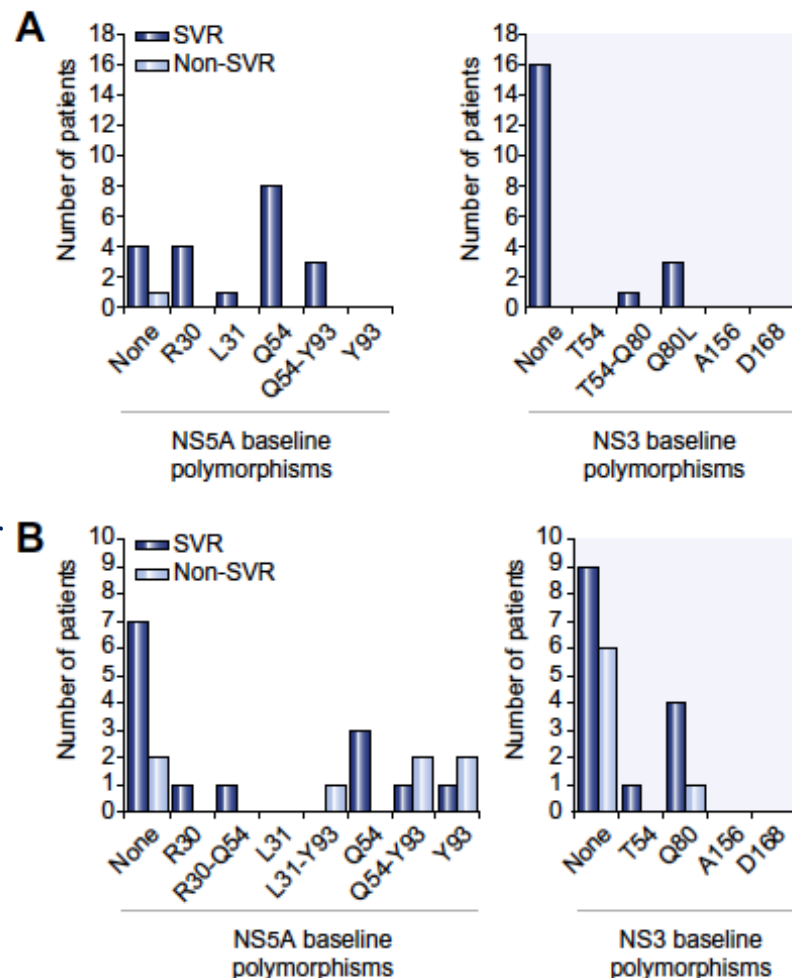 A
SVR
Non-SVR
Number of patients
18
16
14
12
10
8
6
4
2
0
None
R30
L31
Q54
Q54-Y93
Y93
NS5A baseline
polymorphisms
Number of patients
18
16
14
12
10
8
6
4
2
0
None
T54
T54-Q80
Q80L
A156
D168
NS3 baseline
polymorphisms
B
SVR
Non-SVR
Number of patients
10
9
8
7
6
5
4
3
2
1
0
None
R30
R30-Q54
L31
L31-Y93
Q54
Q54-Y93
Y93
NS5A baseline
polymorphisms
Number of patients
10
9
8
7
6
5
4
3
2
1
0
None
T54
Q80
A156
D168
NS3 baseline
polymorphisms